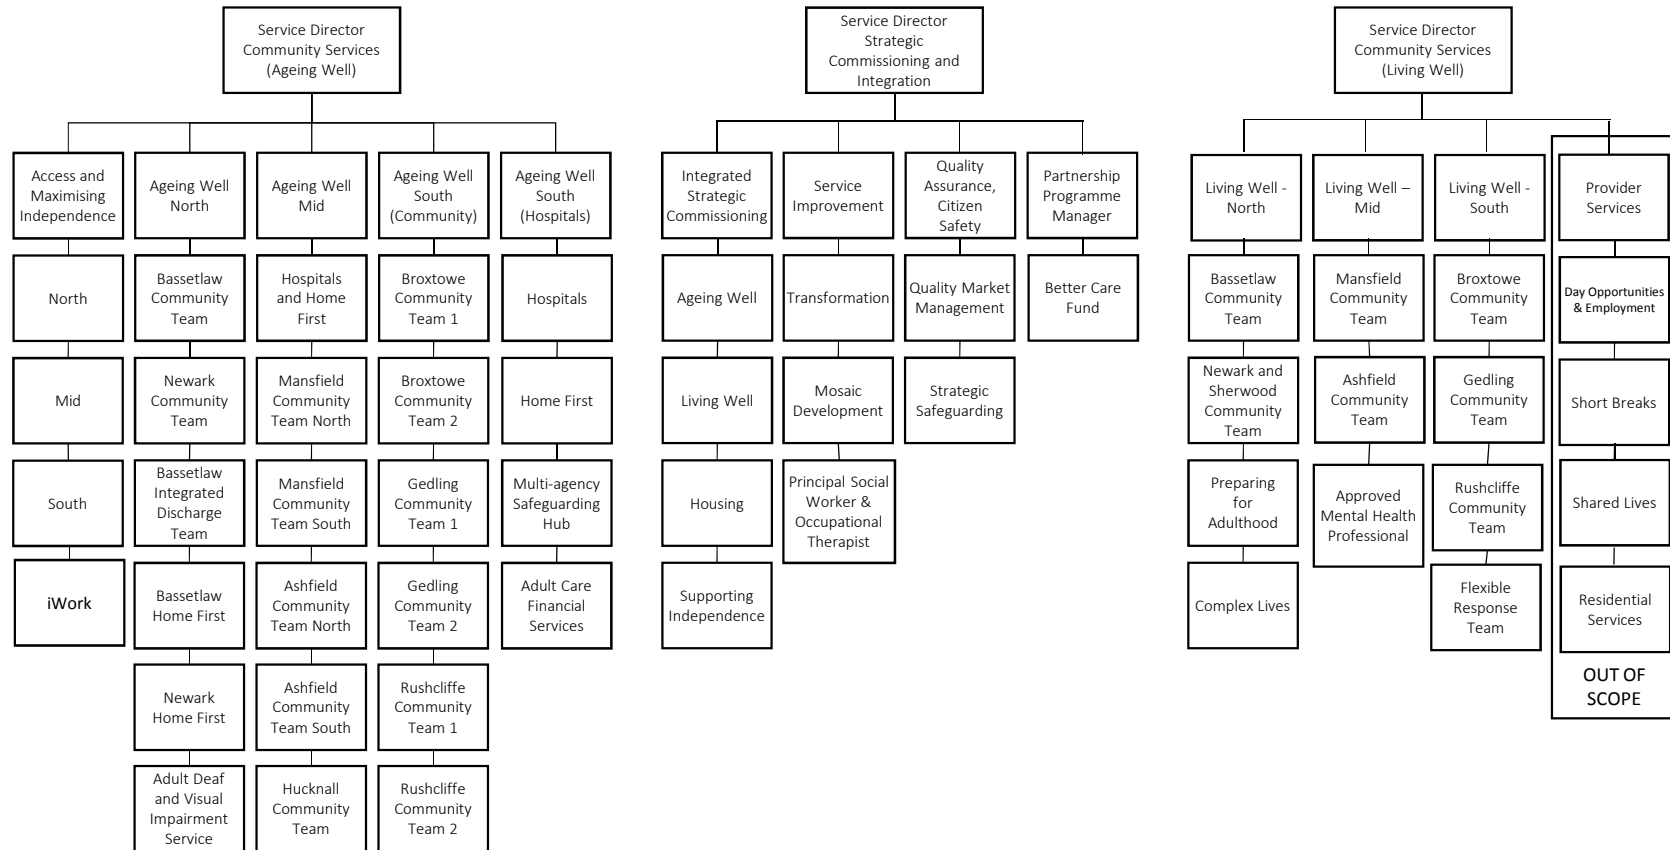 Service Director
Community Services
(Ageing Well)
Access and
Maximising
Independence
North
Mid
South
iWork
Ageing Well
North
Bassetlaw
Community
Team
Newark
Community
Team
Bassetlaw
Integrated
Discharge
Team
Bassetlaw
Home First
Newark
Home First
Adult Deaf
and Visual
Impairment
Service
Ageing Well
Mid
Hospitals
and Home
First
Mansfield
Community
Team North
Mansfield
Community
Team South
Ashfield
Community
Team North
Ashfield
Community
Team South
Hucknall
Community
Team
Ageing Well
South
(Community)
Broxtowe
Community
Team 1
Broxtowe
Community
Team 2
Gedling
Community
Team 1
Gedling
Community
Team 2
Rushcliffe
Community
Team 1
Rushcliffe
Community
Team 2
Ageing Well
South
(Hospitals)
Hospitals
Home First
Multi-agency
Safeguarding
Hub
Adult Care
Financial
Services
Service Director
Strategic
Commissioning and
Integration
Integrated
Strategic
Commissioning
Ageing Well
Living Well
Housing
Supporting
Independence
Service
Improvement
Transformation
Mosaic
Development
Principal Social
Worker &
Occupational
Therapist
Quality
Assurance,
Citizen
Safety
Quality Market
Management
Strategic
Safeguarding
Partnership
Programme
Manager
Better Care
Fund
Service Director
Community Services
(Living Well)
Living Well -
North
Bassetlaw
Community
Team
Newark and
Sherwood
Community
Team
Preparing
for
Adulthood
Complex Lives
Living Well –
Mid
Mansfield
Community
Team
Ashfield
Community
Team
Approved
Mental Health
Professional
Living Well -
South
Broxtowe
Community
Team
Gedling
Community
Team
Rushcliffe
Community
Team
Flexible
Response
Team
Provider
Services
Day Opportunities
& Employment
Short Breaks
Shared Lives
Residential
Services
OUT OF
SCOPE